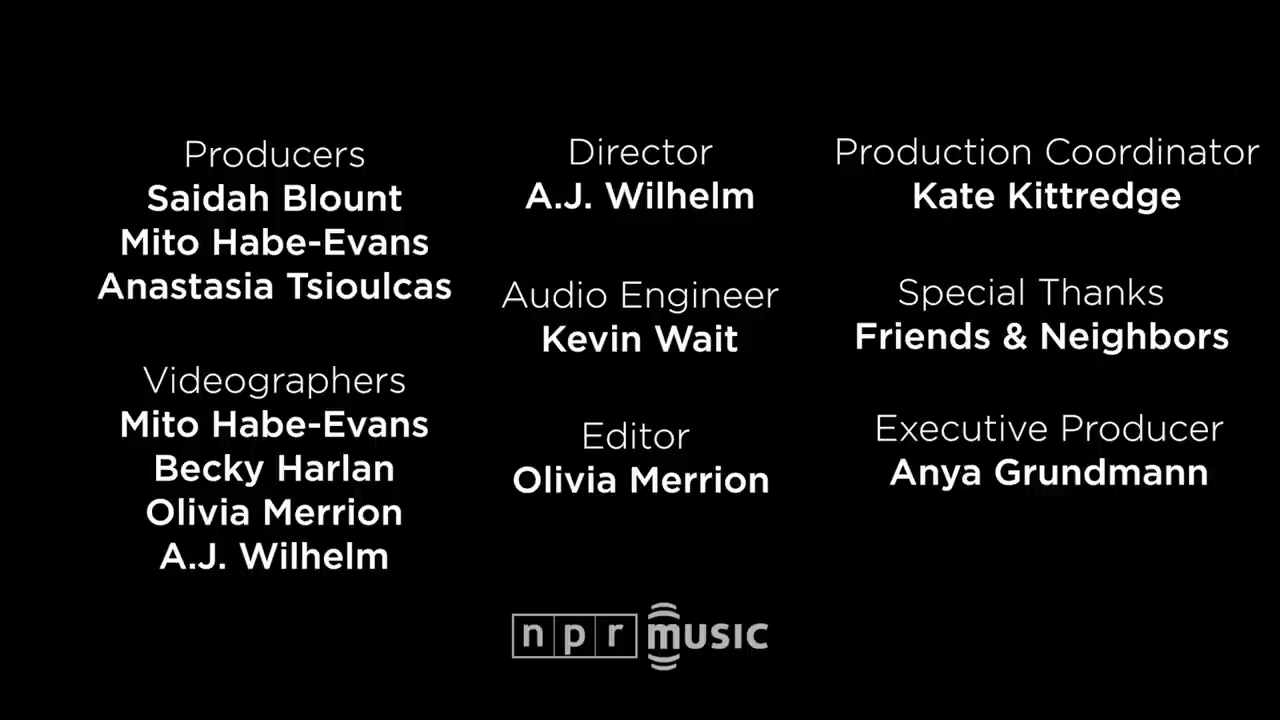 Producers
Saidah Blount
Mito Habe-Evans
Anastasia Tsioulcas
Videographers
Mito Habe-Evans
Becky Harlan
Olivia Merrion
A.J. Wilhelm
Director
A.J. Wilhelm
Audio Engineer
Kevin Wait
Editor
Olivia Merrion
Production Coordinator
Kate Kittredge
Special Thanks
Friends & Neighbors
Executive Producer
Anya Grundmann
npr music